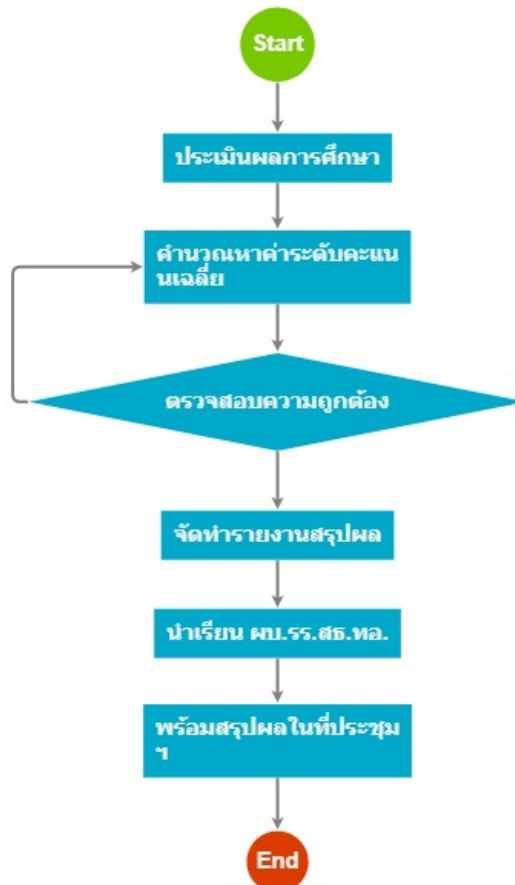 Start
ประเมินผลการศึกษา
คำนวณหาค่าระดับคะแน
นเฉลี่ย
ตรวจสอบความถูกต้อง
จัดทำรายงานสรุปผล
นำเรียน ผบ.รร.สธ.ทอ.
พร้อมสรุปผลในที่ประชุม
ฯ
End